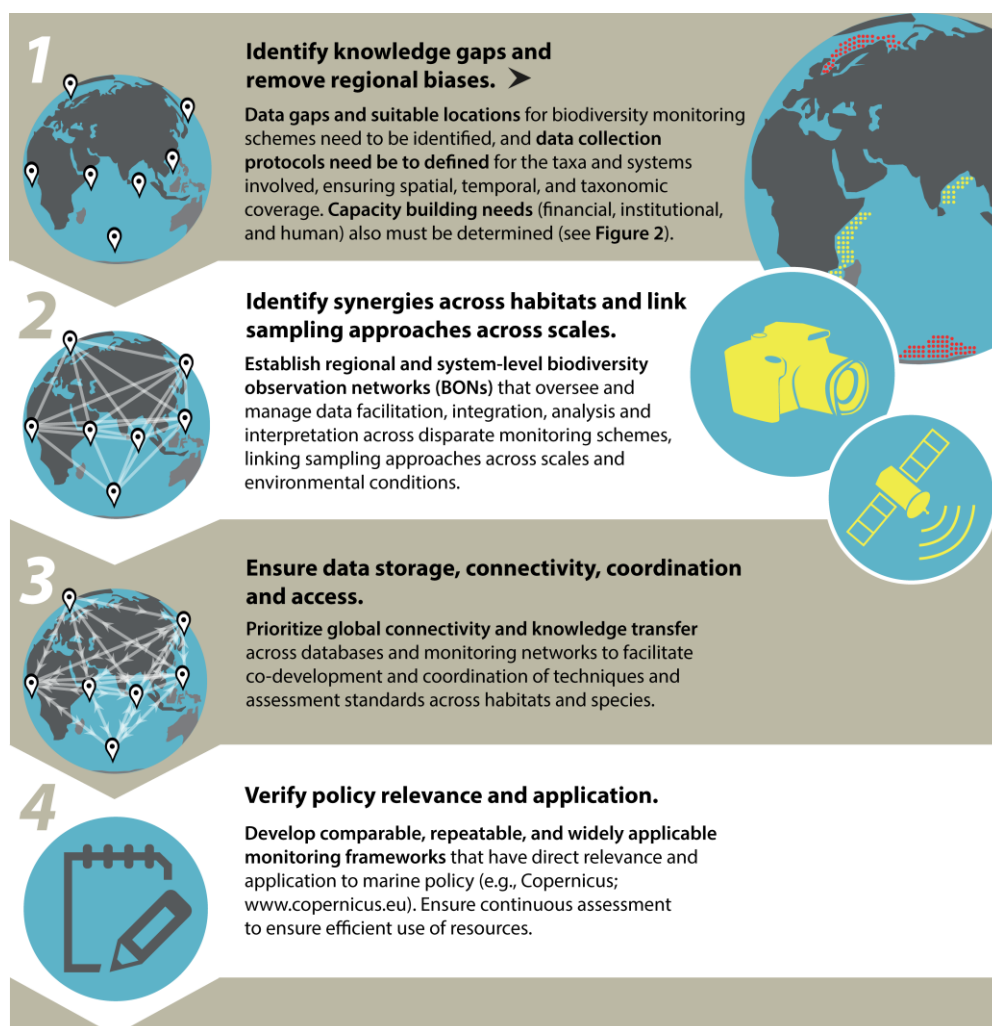 1
Identify knowledge gaps and
remove regional biases. ➤
Data gaps and suitable locations for biodiversity monitoring
schemes need to be identified, and data collection
protocols need be to defined for the taxa and systems
involved, ensuring spatial, temporal, and taxonomic
coverage. Capacity building needs (financial, institutional,
and human) also must be determined (see Figure 2).
2
Identify synergies across habitats and link
sampling approaches across scales.
Establish regional and system-level biodiversity
observation networks (BONs) that oversee and
manage data facilitation, integration, analysis and
interpretation across disparate monitoring schemes,
linking sampling approaches across scales and
environmental conditions.
3
Ensure data storage, connectivity, coordination
and access.
Prioritize global connectivity and knowledge transfer
across databases and monitoring networks to facilitate
co-development and coordination of techniques and
assessment standards across habitats and species.
4
Verify policy relevance and application.
Develop comparable, repeatable, and widely applicable
monitoring frameworks that have direct relevance and
application to marine policy (e.g., Copernicus;
www.copernicus.eu). Ensure continuous assessment
to ensure efficient use of resources.